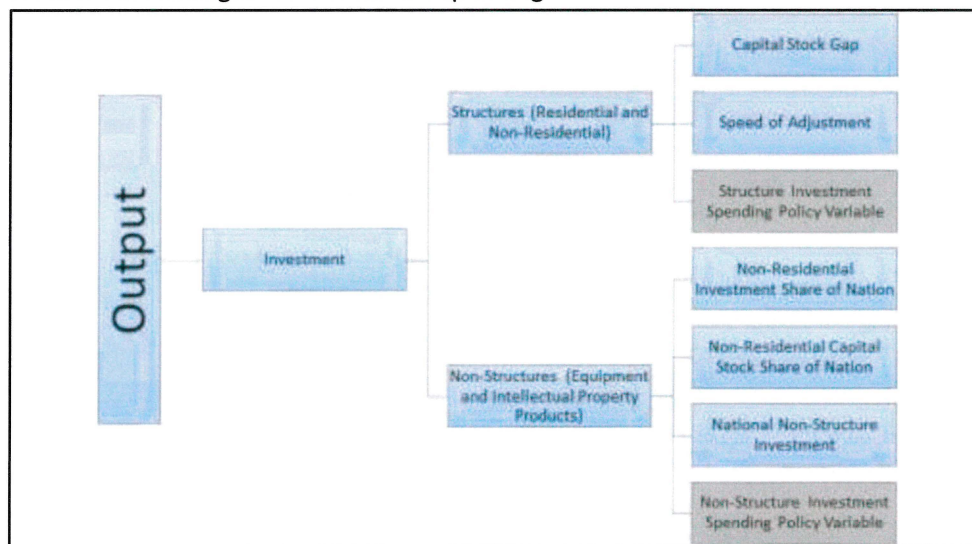 Output
Investment
Structures (Residential and
Non-Residential)
Capital Stock Gap
Speed of Adjustment
Structure Investment
Spending Policy Variable
Non-Structures (Equipment
and Intellectual Property
Products)
Non-Residential
Investment Share of Nation
Non-Residential Capital
Stock Share of Nation
National Non-Structure
Investment
Non-Structure Investment
Spending Policy Variable